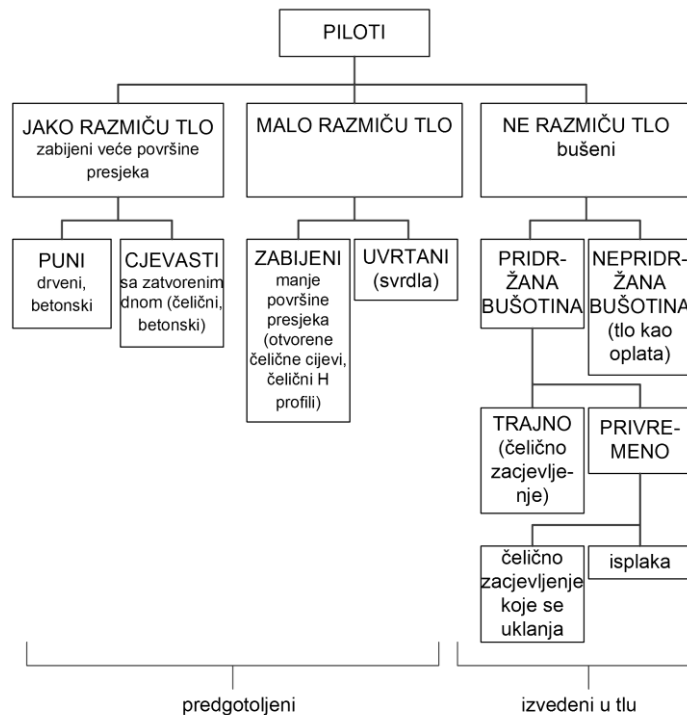 PILOTI
JAKO RAZMIČU TLO
zabijeni veće površine
presjeka
MALO RAZMIČU TLO
NE RAZMIČU TLO
bušeni
PUNI
drveni,
betonski
CJEVASTI
sa zatvorenim
dnom (čelični,
betonski)
ZABIJENI
manje
površine
presjeka
(otvorene
čelične cijevi,
čelični H
profili)
UVRTANI
(svrdla)
PRIDR-
ŽANA
BUŠOTINA
NEPRIDR-
ŽANA
BUŠOTINA
(tlo kao
oplata)
TRAJNO
(čelično
zacjevlje-
nje)
PRIVRE-
MENO
čelično
zacjevljenje
koje se
uklanja
isplaka
predgotoljeni
izvedeni u tlu